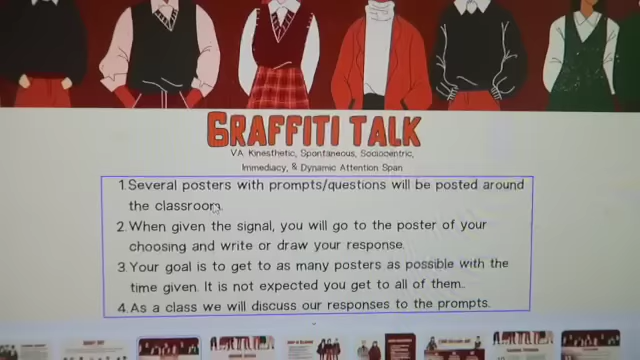 GRAFFITI TALK
VA: Kinesthetic, Spontaneous, Sociocentric,
Immediacy, & Dynamic Attention Span
1. Several posters with prompts/questions will be posted around
the classroom.
2. When given the signal, you will go to the poster of your
choosing and write or draw your response.
3. Your goal is to get to as many posters as possible with the
time given. It is not expected you get to all of them.
4. As a class we will discuss our responses to the prompts.